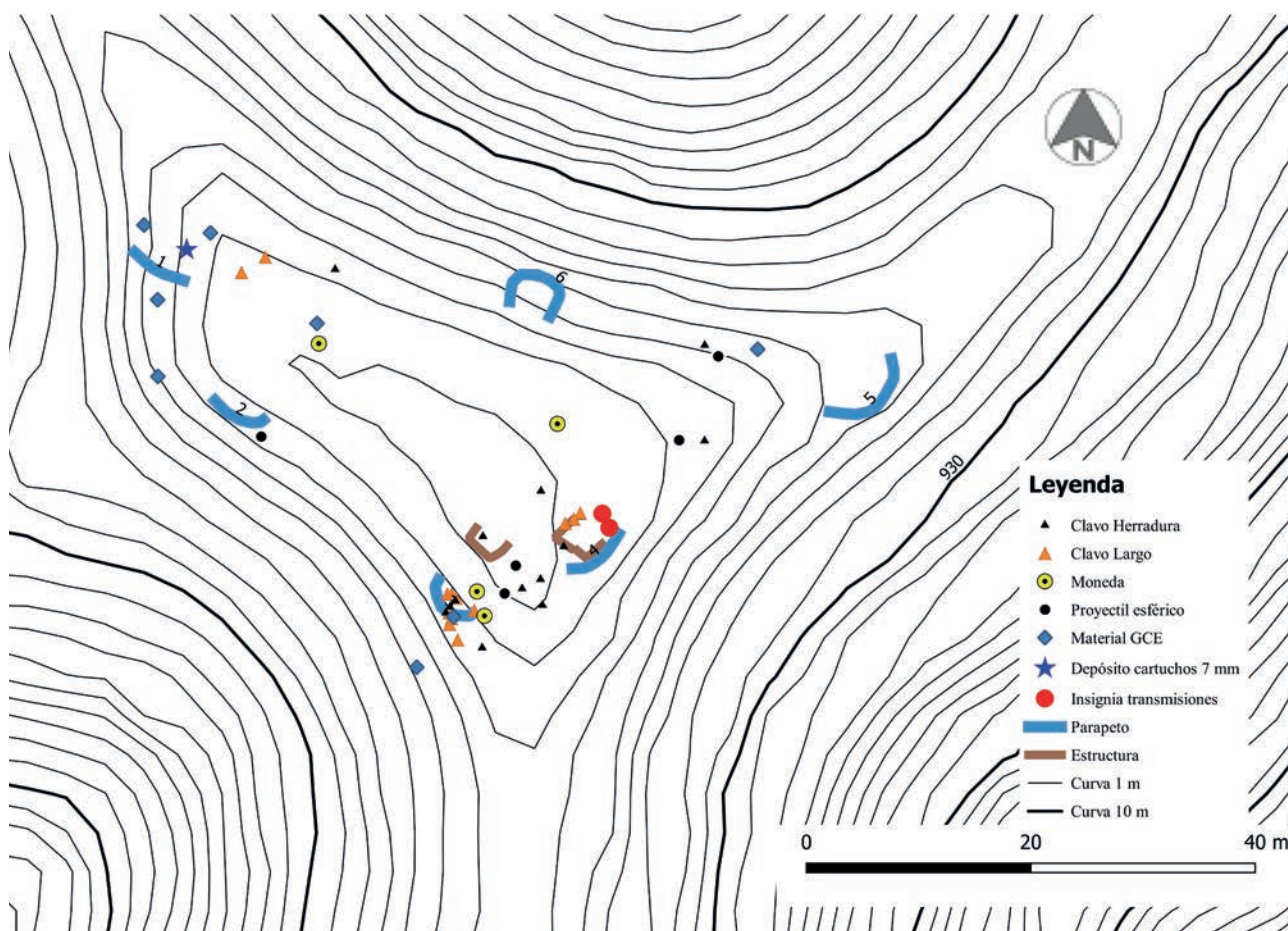 N
1
6
2
5
930
4
Leyenda
Clavo Herradura
Clavo Largo
Moneda
Proyectil esférico
Material GCE
Depósito cartuchos 7 mm
Insignia transmisiones
Parapeto
Estructura
Curva 1 m
Curva 10 m
0 20 40 m